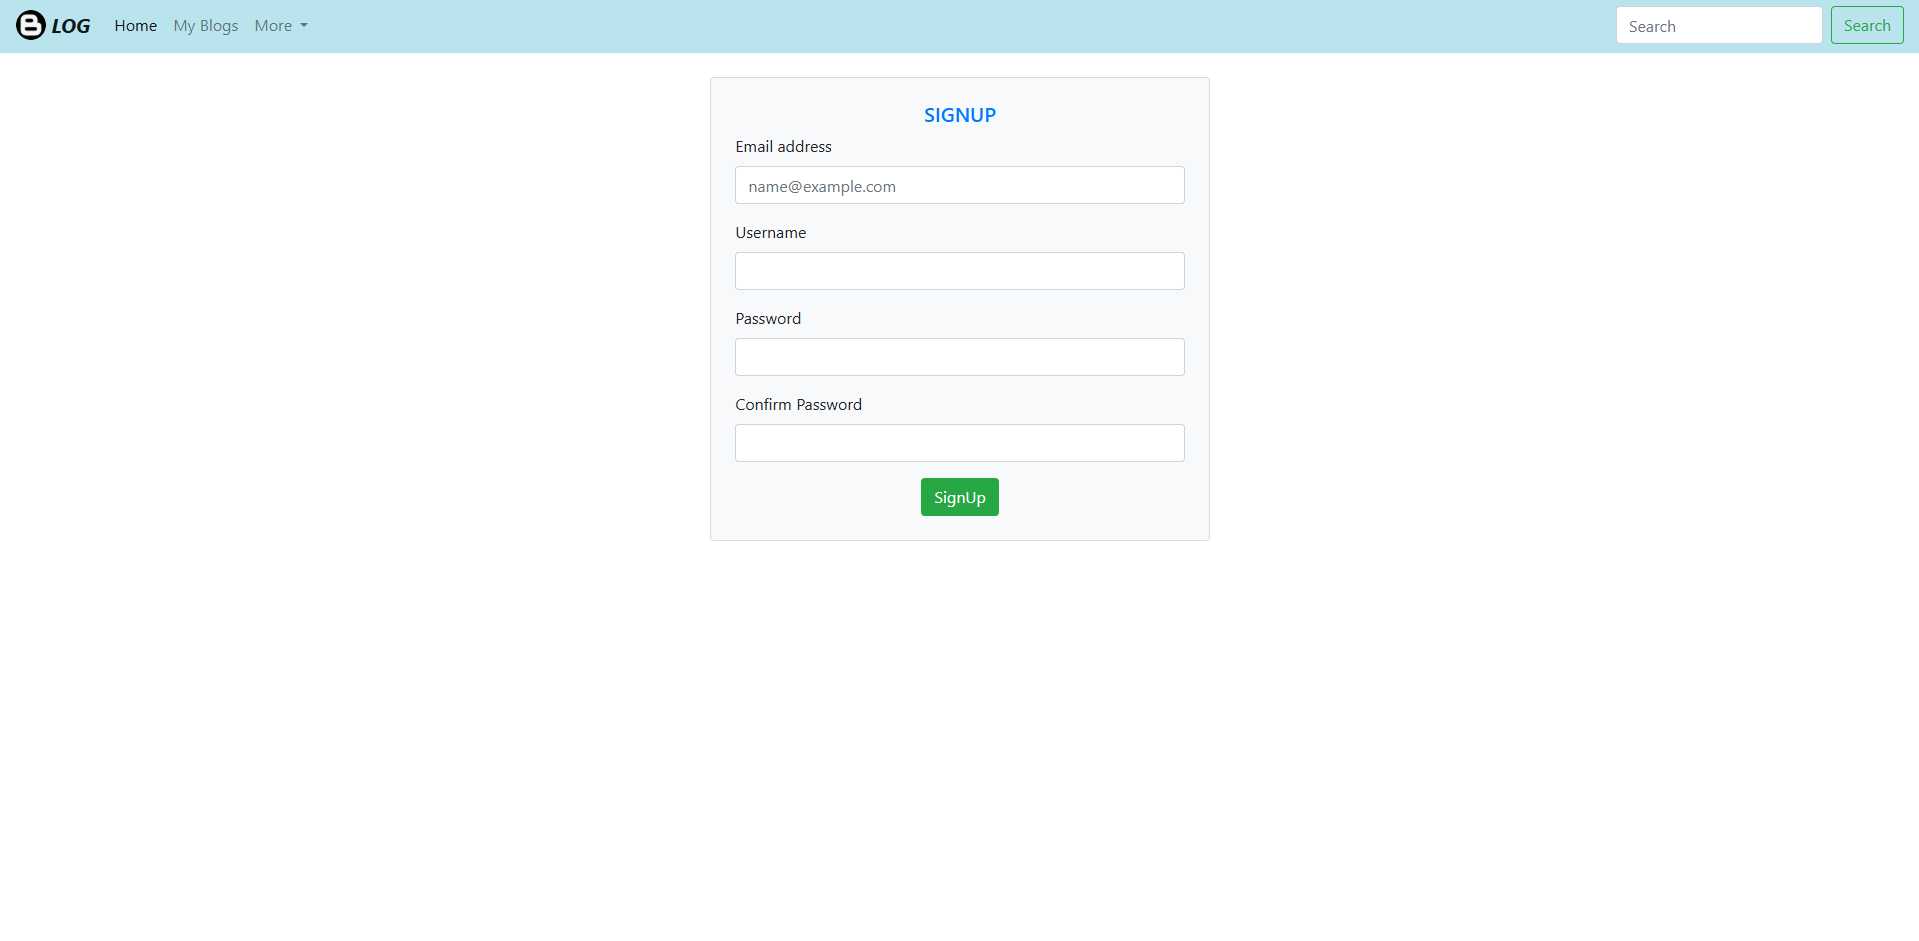 B LOG Home My Blogs More Search Search
SIGNUP
Email address
name@example.com
Username
Password
Confirm Password
SignUp